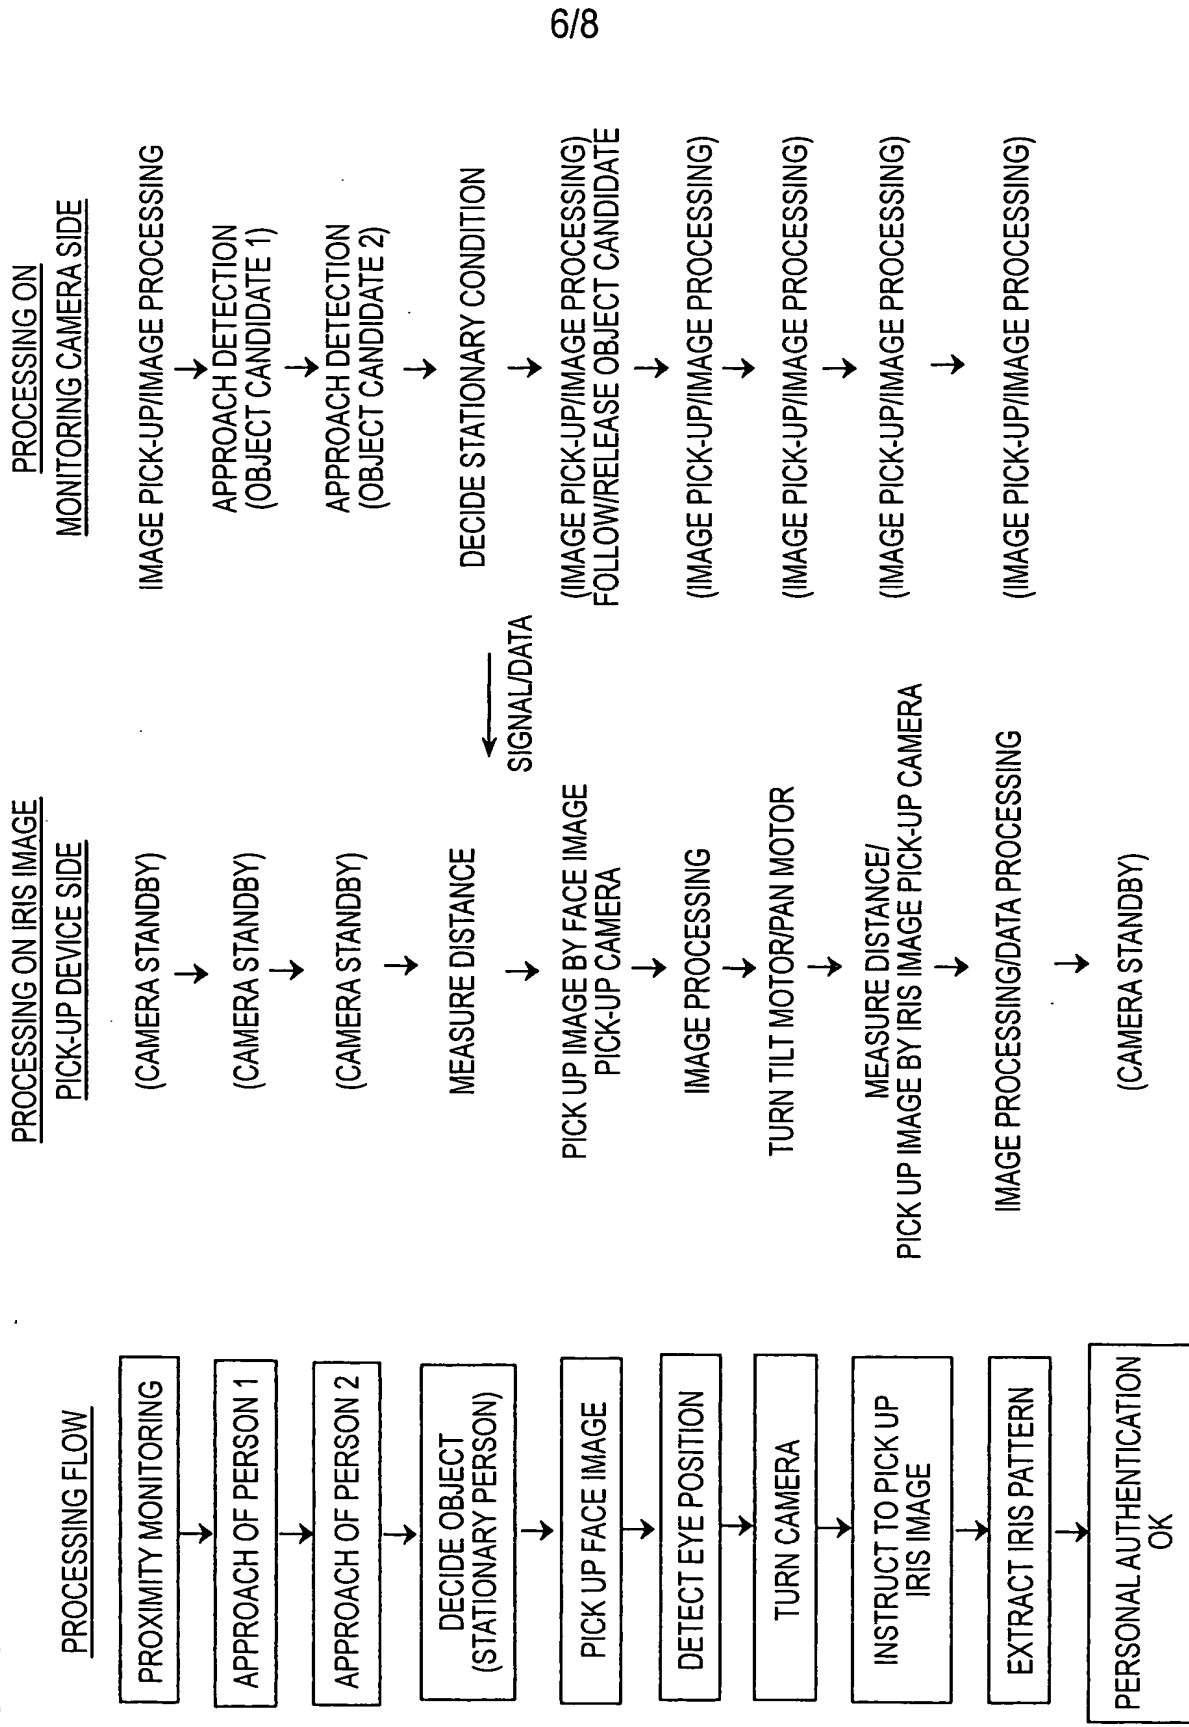 6/8
PROCESSING FLOW
PROXIMITY MONITORING
APPROACH OF PERSON 1
APPROACH OF PERSON 2
DECIDE OBJECT
(STATIONARY PERSON)
PICK UP FACE IMAGE
DETECT EYE POSITION
TURN CAMERA
INSTRUCT TO PICK UP
IRIS IMAGE
EXTRACT IRIS PATTERN
PERSONAL AUTHENTICATION
OK
PROCESSING ON IRIS IMAGE
PICK-UP DEVICE SIDE
(CAMERA STANDBY)
(CAMERA STANDBY)
(CAMERA STANDBY)
MEASURE DISTANCE
PICK UP IMAGE BY FACE IMAGE
PICK-UP CAMERA
IMAGE PROCESSING
TURN TILT MOTOR/PAN MOTOR
MEASURE DISTANCE/
PICK UP IMAGE BY IRIS IMAGE PICK-UP CAMERA
IMAGE PROCESSING/DATA PROCESSING
(CAMERA STANDBY)
SIGNAL/DATA
PROCESSING ON
MONITORING CAMERA SIDE
IMAGE PICK-UP/IMAGE PROCESSING
APPROACH DETECTION
(OBJECT CANDIDATE 1)
APPROACH DETECTION
(OBJECT CANDIDATE 2)
DECIDE STATIONARY CONDITION
(IMAGE PICK-UP/IMAGE PROCESSING)
FOLLOW/RELEASE OBJECT CANDIDATE
(IMAGE PICK-UP/IMAGE PROCESSING)
(IMAGE PICK-UP/IMAGE PROCESSING)
(IMAGE PICK-UP/IMAGE PROCESSING)
(IMAGE PICK-UP/IMAGE PROCESSING)